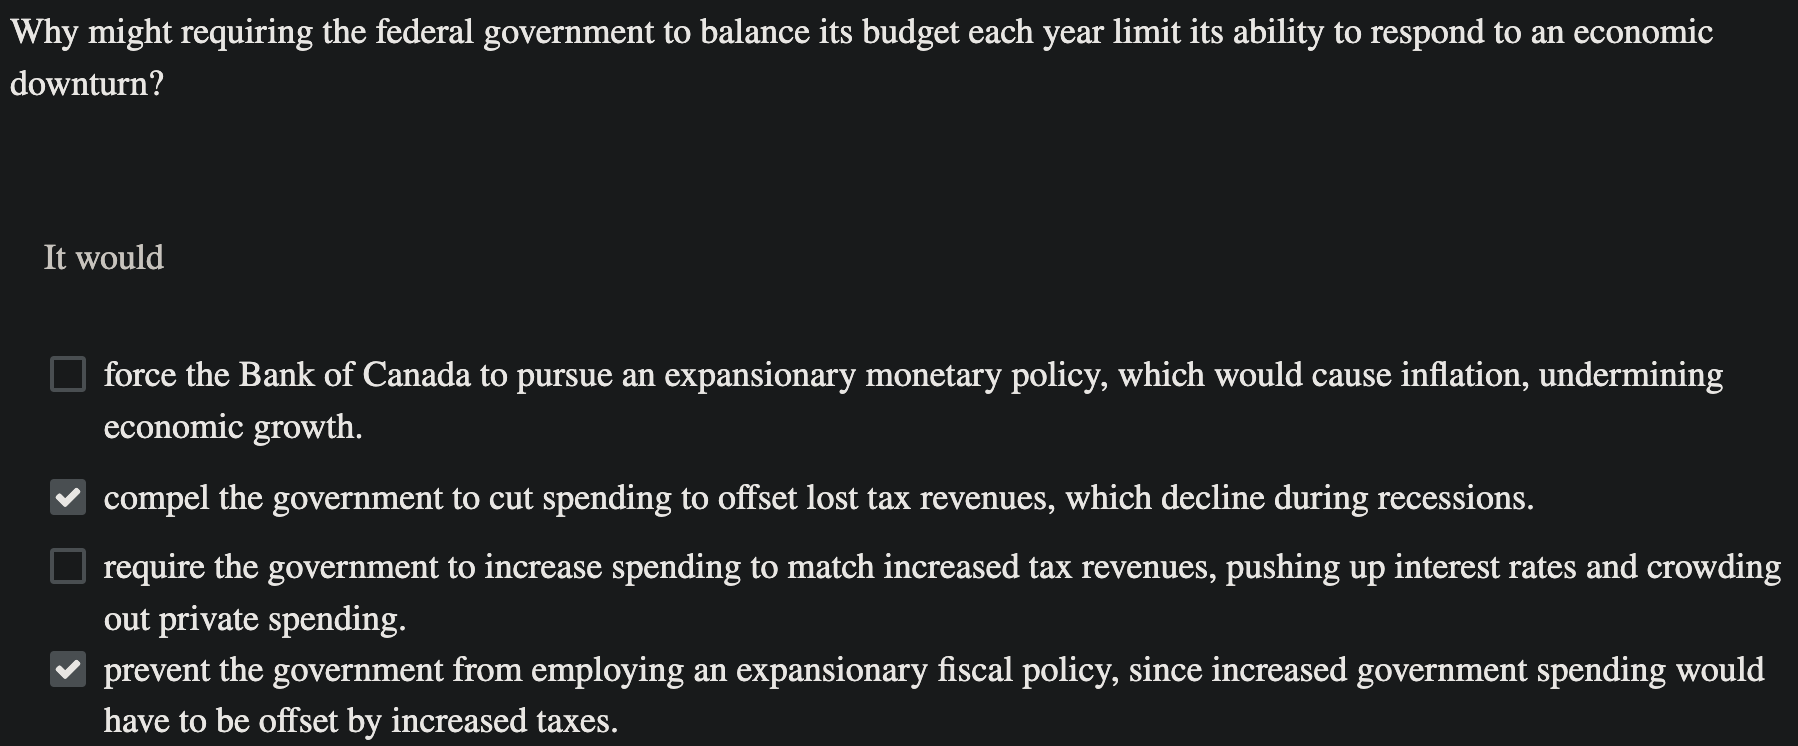 Why might requiring the federal government to balance its budget each year limit its ability to respond to an economic
downturn?
It would
force the Bank of Canada to pursue an expansionary monetary policy, which would cause inflation, undermining
economic growth.
compel the government to cut spending to offset lost tax revenues, which decline during recessions.
require the government to increase spending to match increased tax revenues, pushing up interest rates and crowding
out private spending.
prevent the government from employing an expansionary fiscal policy, since increased government spending would
have to be offset by increased taxes.